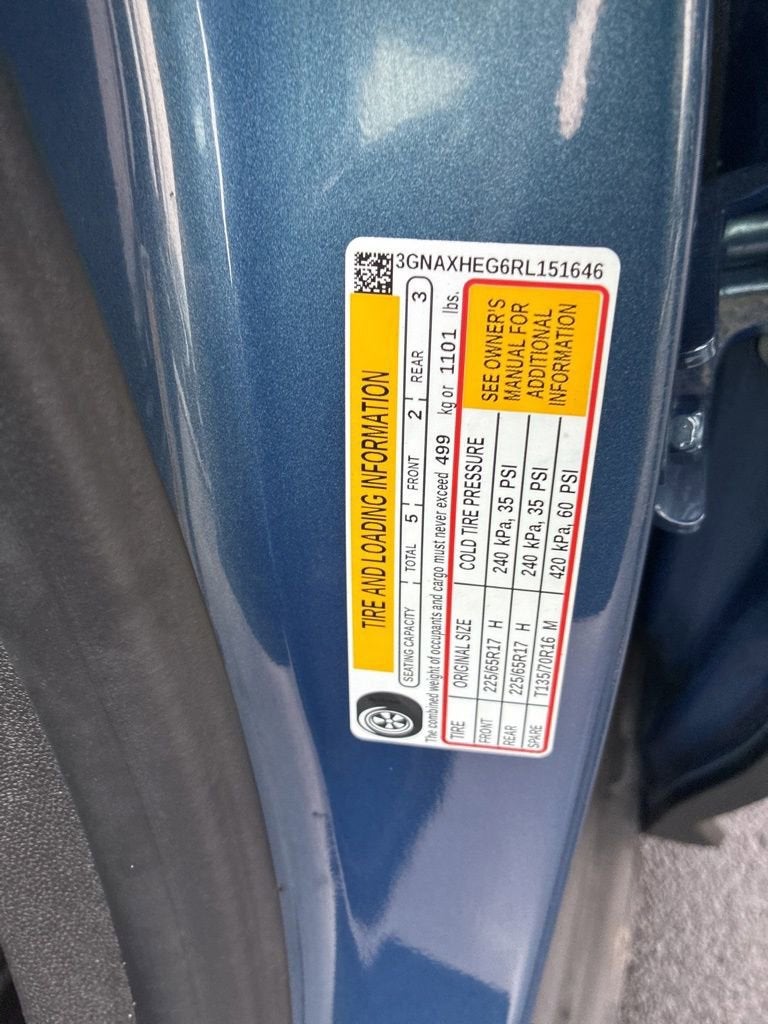 3GNAXHEG6RL151646
TIRE AND LOADING INFORMATION
SEATING CAPACITY TOTAL 5 FRONT 2 REAR 3
The combined weight of occupants and cargo must never exceed 499 kg or 1101 lbs.
TIRE ORIGINAL SIZE COLD TIRE PRESSURE
FRONT 225/65R17 H 240 kPa, 35 PSI
REAR 225/65R17 H 240 kPa, 35 PSI
SPARE T135/70R16 M 420 kPa, 60 PSI
SEE OWNER'S
MANUAL FOR
ADDITIONAL
INFORMATION